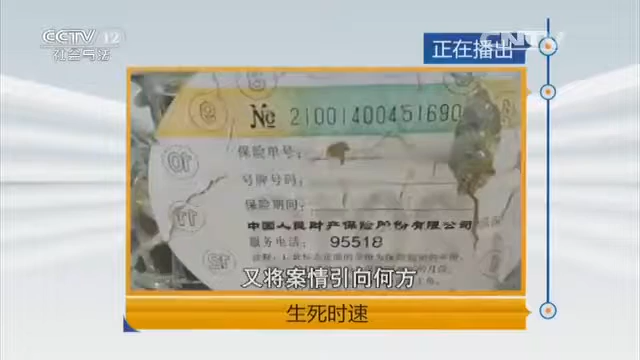 CCTV 12
社会与法
正在播出
CNTV
№ 210014004451690
保险单号:
号牌号码:
保险期间:
中国人民财产保险股份有限公司
服务电话: 95518
又将案情引向何方
生死时速